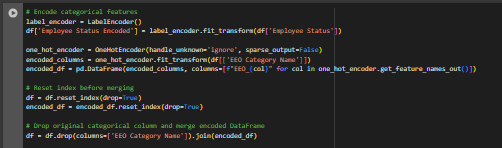 # Encode categorical features
label_encoder = LabelEncoder()
df['Employee Status Encoded'] = label_encoder.fit_transform(df['Employee Status'])

one_hot_encoder = OneHotEncoder(handle_unknown='ignore', sparse_output=False)
encoded_columns = one_hot_encoder.fit_transform(df[['EEO Category Name']])
encoded_df = pd.DataFrame(encoded_columns, columns=[f"EEO_{col}" for col in one_hot_encoder.get_feature_names_out()])

# Reset index before merging
df = df.reset_index(drop=True)
encoded_df = encoded_df.reset_index(drop=True)

# Drop original categorical column and merge encoded DataFrame
df = df.drop(columns=['EEO Category Name']).join(encoded_df)